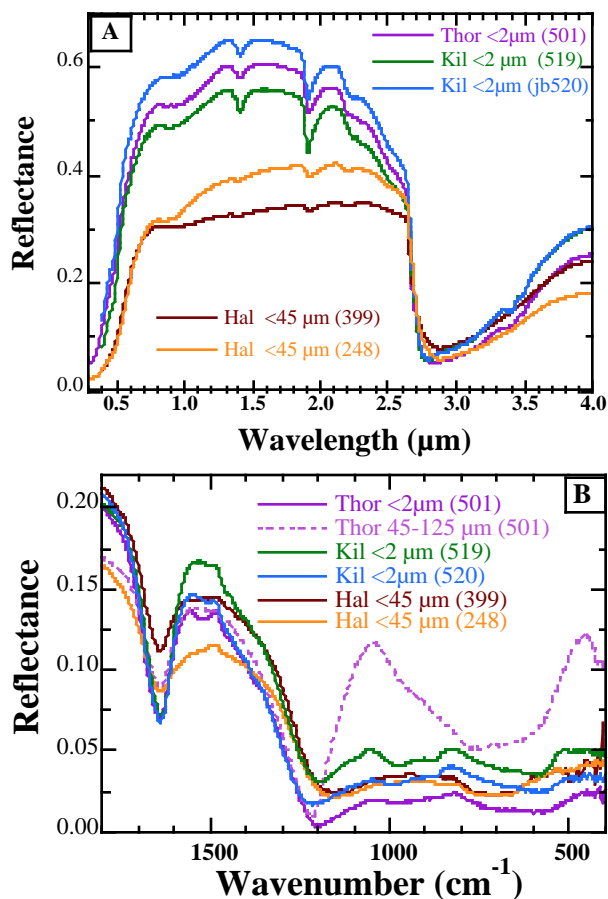 A
Thor <2µm (501)
Kil <2 µm (519)
Kil <2µm (jb520)
0.6
0.4
0.2
0.0
Reflectance
Hal <45 µm (399)
Hal <45 µm (248)
0.5 1.0 1.5 2.0 2.5 3.0 3.5 4.0
Wavelength (µm)
B
Thor <2µm (501)
Thor 45-125 µm (501)
Kil <2 µm (519)
Kil <2µm (520)
Hal <45 µm (399)
Hal <45 µm (248)
0.20
0.15
0.10
0.05
0.00
Reflectance
1500 1000 500
Wavenumber (cm⁻¹)